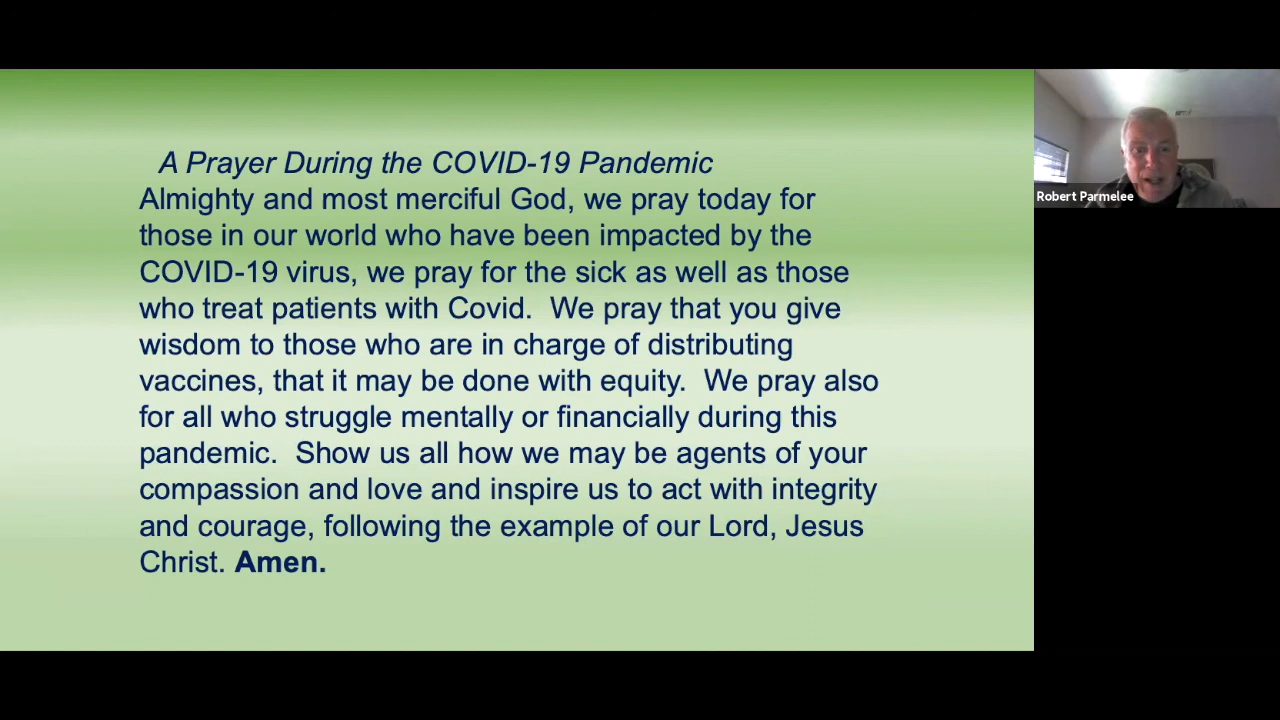 A Prayer During the COVID-19 Pandemic
Almighty and most merciful God, we pray today for
those in our world who have been impacted by the
COVID-19 virus, we pray for the sick as well as those
who treat patients with Covid.  We pray that you give
wisdom to those who are in charge of distributing
vaccines, that it may be done with equity.  We pray also
for all who struggle mentally or financially during this
pandemic.  Show us all how we may be agents of your
compassion and love and inspire us to act with integrity
and courage, following the example of our Lord, Jesus
Christ. Amen.
Robert Parmelee